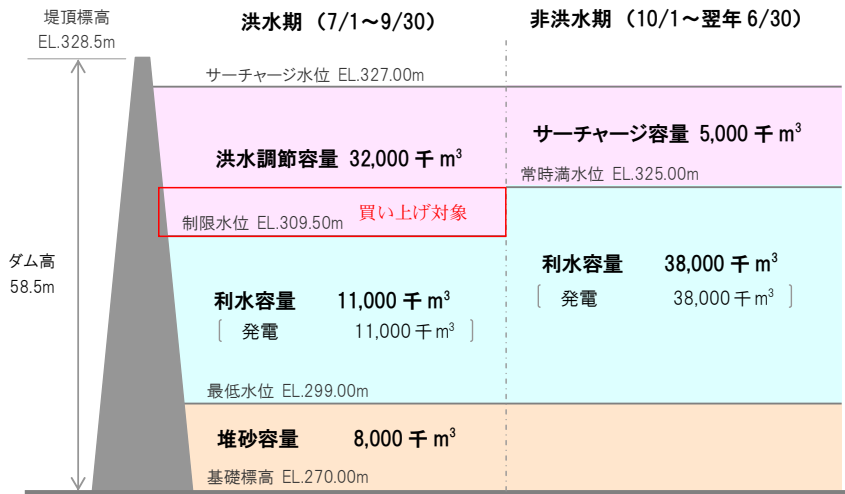 堤頂標高
EL.328.5m
洪水期 (7/1~9/30)
非洪水期 (10/1~翌年 6/30)
サーチャージ水位 EL.327.00m
サーチャージ容量 5,000 千 m³
洪水調節容量 32,000 千 m³
常時満水位 EL.325.00m
買い上げ対象
制限水位 EL.309.50m
ダム高
58.5m
利水容量 38,000 千 m³
[ 発電 38,000 千 m³ ]
利水容量 11,000 千 m³
[ 発電 11,000 千 m³ ]
最低水位 EL.299.00m
堆砂容量 8,000 千 m³
基礎標高 EL.270.00m